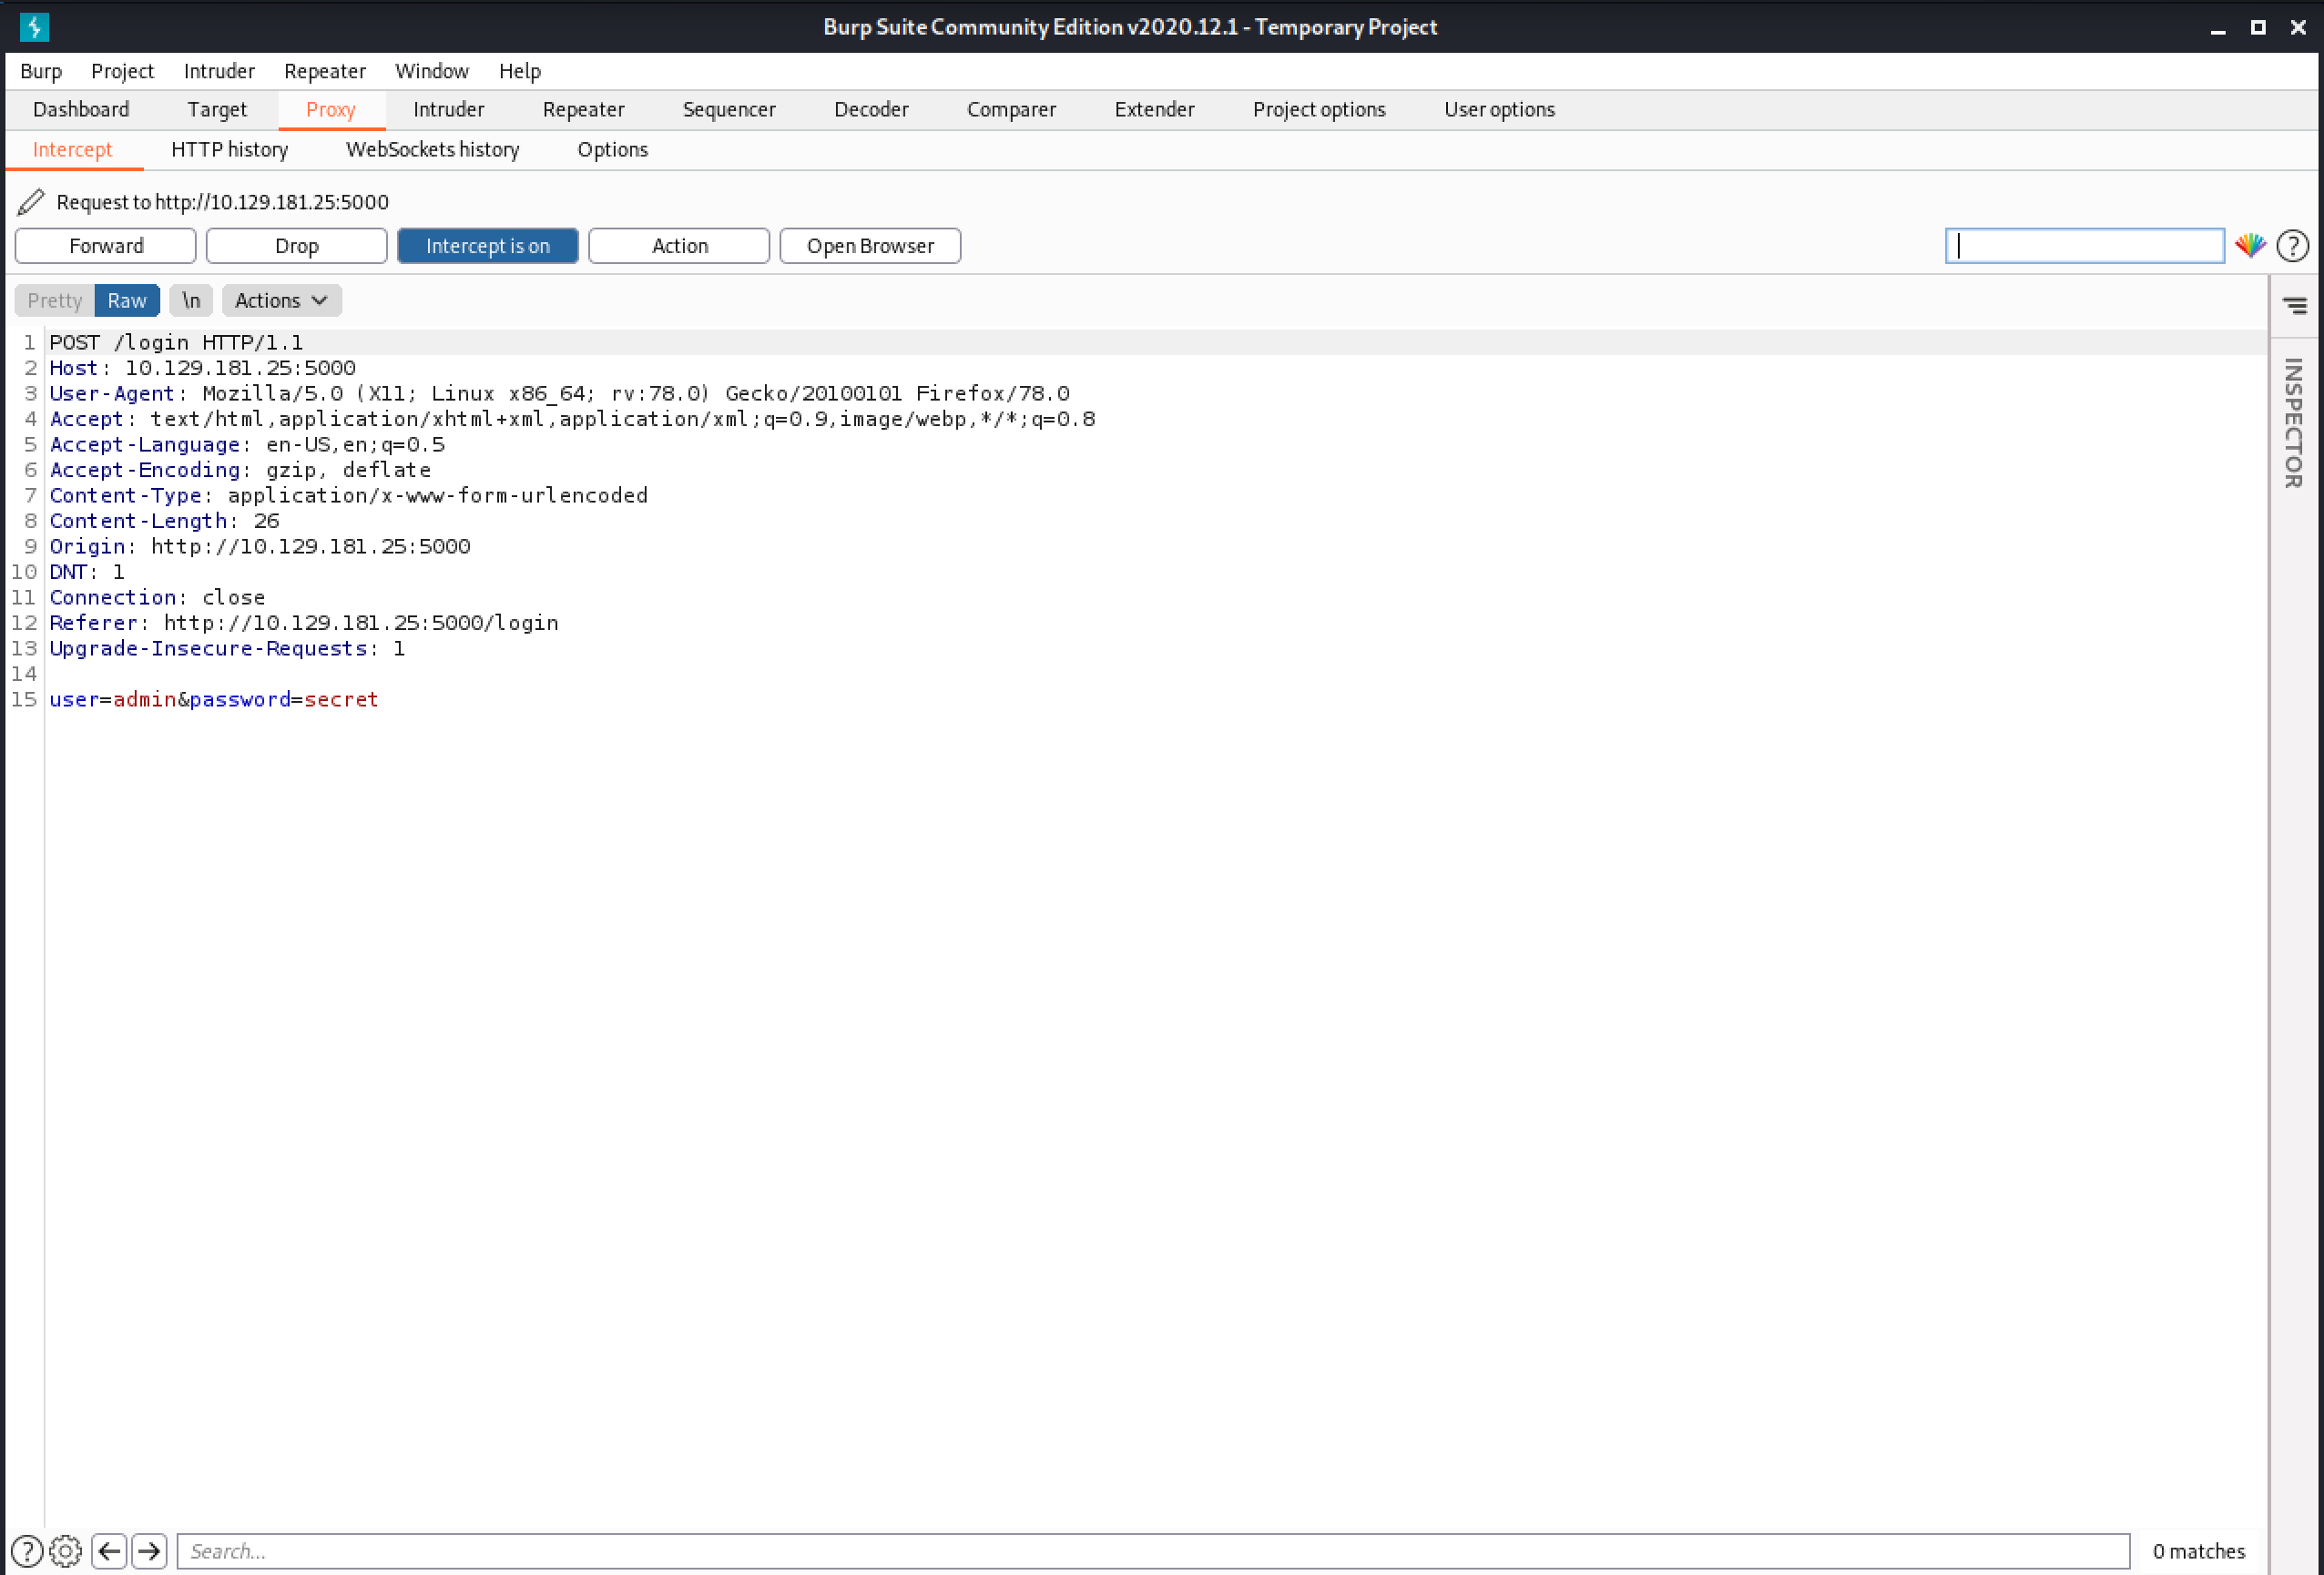 Burp Suite Community Edition v2020.12.1 - Temporary Project
Burp Project Intruder Repeater Window Help
Dashboard Target Proxy Intruder Repeater Sequencer Decoder Comparer Extender Project options User options
Intercept HTTP history WebSockets history Options
Request to http://10.129.181.25:5000
Forward Drop Intercept is on Action Open Browser ?
Pretty Raw \n Actions
INSPECTOR
1 POST /login HTTP/1.1
2 Host: 10.129.181.25:5000
3 User-Agent: Mozilla/5.0 (X11; Linux x86_64; rv:78.0) Gecko/20100101 Firefox/78.0
4 Accept: text/html,application/xhtml+xml,application/xml;q=0.9,image/webp,*/*;q=0.8
5 Accept-Language: en-US,en;q=0.5
6 Accept-Encoding: gzip, deflate
7 Content-Type: application/x-www-form-urlencoded
8 Content-Length: 26
9 Origin: http://10.129.181.25:5000
10 DNT: 1
11 Connection: close
12 Referer: http://10.129.181.25:5000/login
13 Upgrade-Insecure-Requests: 1
14
15 user=admin&password=secret
? Search... 0 matches